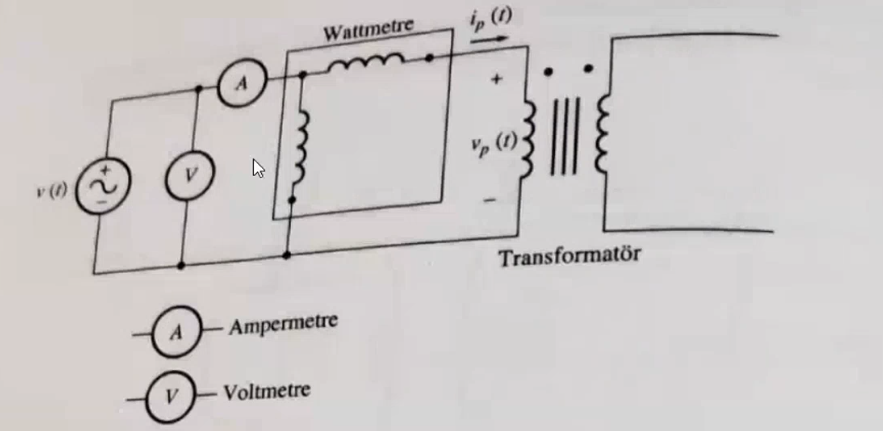 Wattmetre
i_p (t)
A
+
v (t)
+
−
V
v_p (t)
−
Transformatör
A
Ampermetre
V
Voltmetre